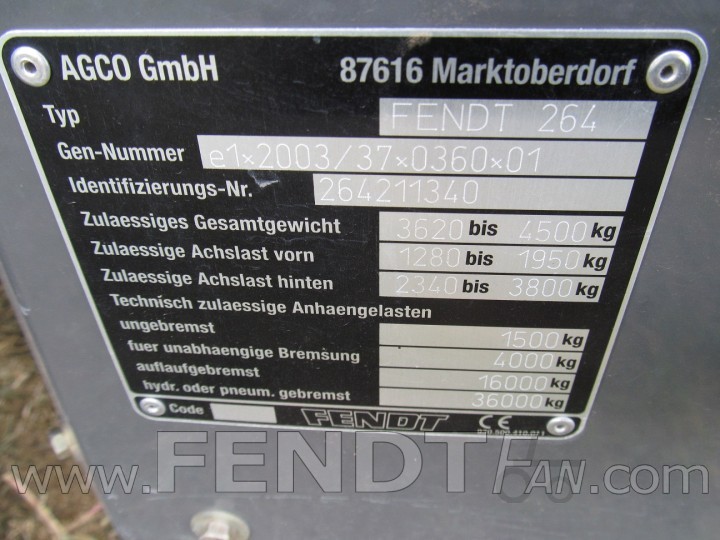 AGCO GmbH 87616 Marktoberdorf
Typ FENDT 264
Gen-Nummer e1×2003/37×0360×01
Identifizierungs-Nr. 264211340
Zulaessiges Gesamtgewicht 3620 bis 4500 kg
Zulaessige Achslast vorn 1280 bis 1950 kg
Zulaessige Achslast hinten 2340 bis 3800 kg
Technisch zulaessige Anhaengelasten
ungebremst 1500 kg
fuer unabhaengige Bremsung 4000 kg
auflaufgebremst 16000 kg
hydr. oder pneum. gebremst 36000 kg
Code FENDT CE
www.FENDTFAN.com